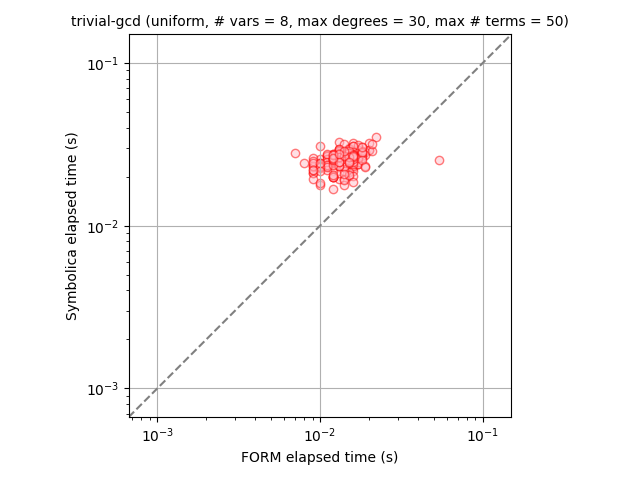 trivial-gcd (uniform, # vars = 8, max degrees = 30, max # terms = 50)
Symbolica elapsed time (s)
10⁻¹
10⁻²
10⁻³
10⁻³ 10⁻² 10⁻¹
FORM elapsed time (s)